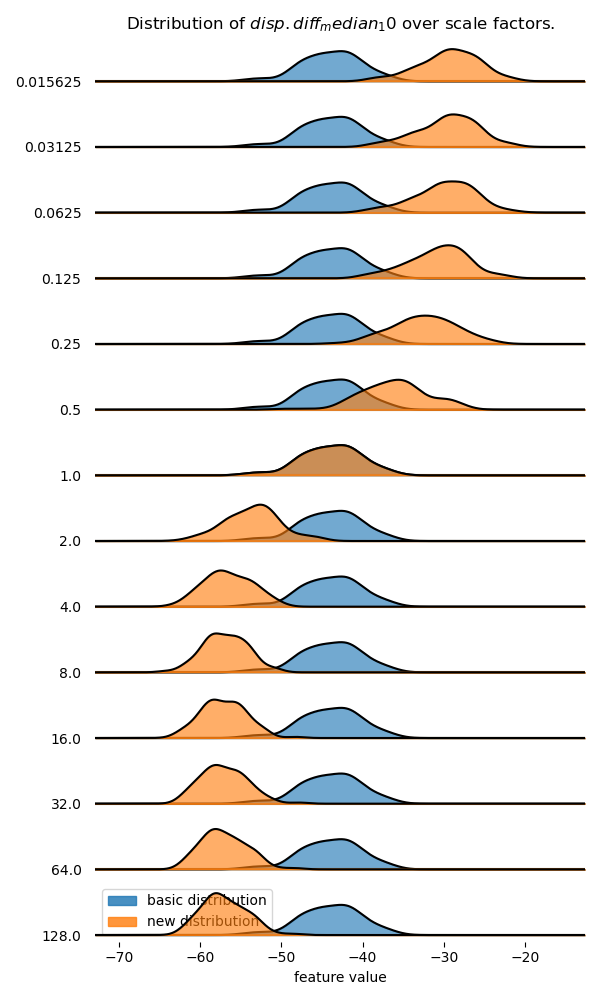 Distribution of disp.diff_median_10 over scale factors.
0.015625
0.03125
0.0625
0.125
0.25
0.5
1.0
2.0
4.0
8.0
16.0
32.0
64.0
128.0
basic distribution
new distribution
−70 −60 −50 −40 −30 −20
feature value